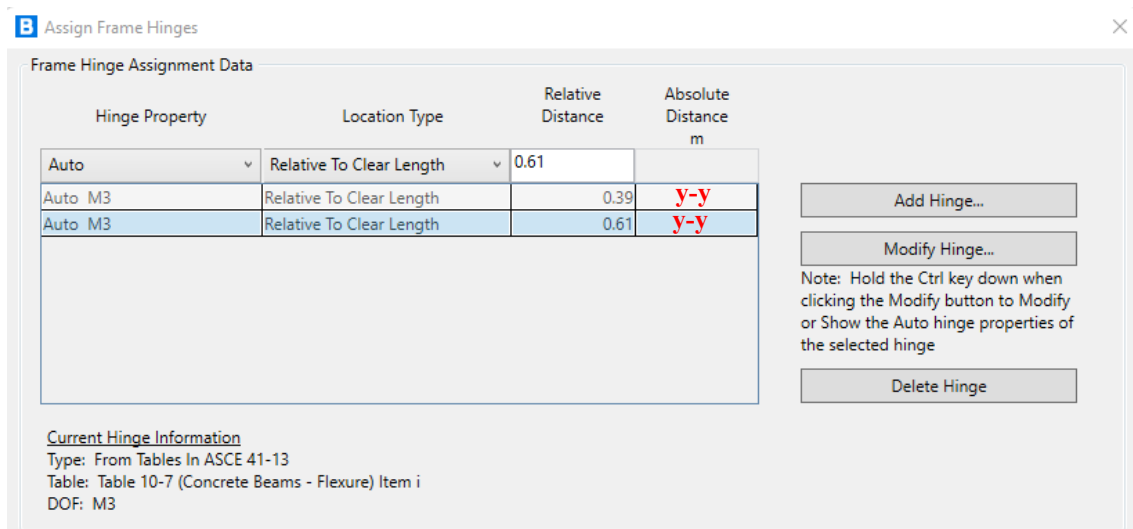 B Assign Frame Hinges
Frame Hinge Assignment Data
Hinge Property Location Type Relative Distance Absolute Distance m
Auto Relative To Clear Length 0.61
Auto M3 Relative To Clear Length 0.39 y-y
Auto M3 Relative To Clear Length 0.61 y-y
Add Hinge...
Modify Hinge...
Note: Hold the Ctrl key down when
clicking the Modify button to Modify
or Show the Auto hinge properties of
the selected hinge
Delete Hinge
Current Hinge Information
Type: From Tables In ASCE 41-13
Table: Table 10-7 (Concrete Beams - Flexure) Item i
DOF: M3